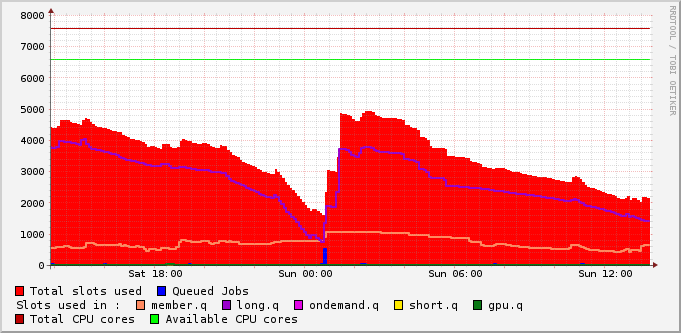 8000
7000
6000
5000
4000
3000
2000
1000
0
Sat 18:00 Sun 00:00 Sun 06:00 Sun 12:00
RRDTOOL / TOBI OETIKER
Total slots used Queued Jobs
Slots used in : member.q long.q ondemand.q short.q gpu.q
Total CPU cores Available CPU cores